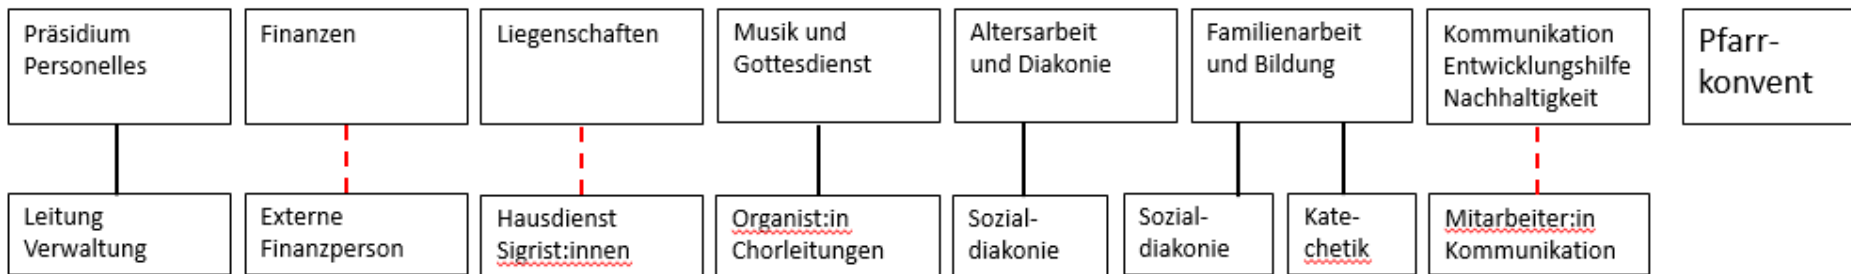 Präsidium
Personelles
Finanzen
Liegenschaften
Musik und
Gottesdienst
Altersarbeit
und Diakonie
Familienarbeit
und Bildung
Kommunikation
Entwicklungshilfe
Nachhaltigkeit
Pfarr-
konvent
Leitung
Verwaltung
Externe
Finanzperson
Hausdienst
Sigrist:innen
Organist:in
Chorleitungen
Sozial-
diakonie
Sozial-
diakonie
Kate-
chetik
Mitarbeiter:in
Kommunikation